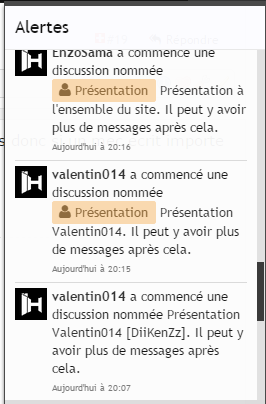 Alertes
EnzoSama a commencé une
discussion nommée
Présentation Présentation à
l'ensemble du site. Il peut y avoir
plus de messages après cela.
Aujourd'hui à 20:16
valentin014 a commencé une
discussion nommée
Présentation Présentation
Valentin014. Il peut y avoir plus
de messages après cela.
Aujourd'hui à 20:15
valentin014 a commencé une
discussion nommée Présentation
Valentin014 [DiiKenZz]. Il peut y
avoir plus de messages après
cela.
Aujourd'hui à 20:07